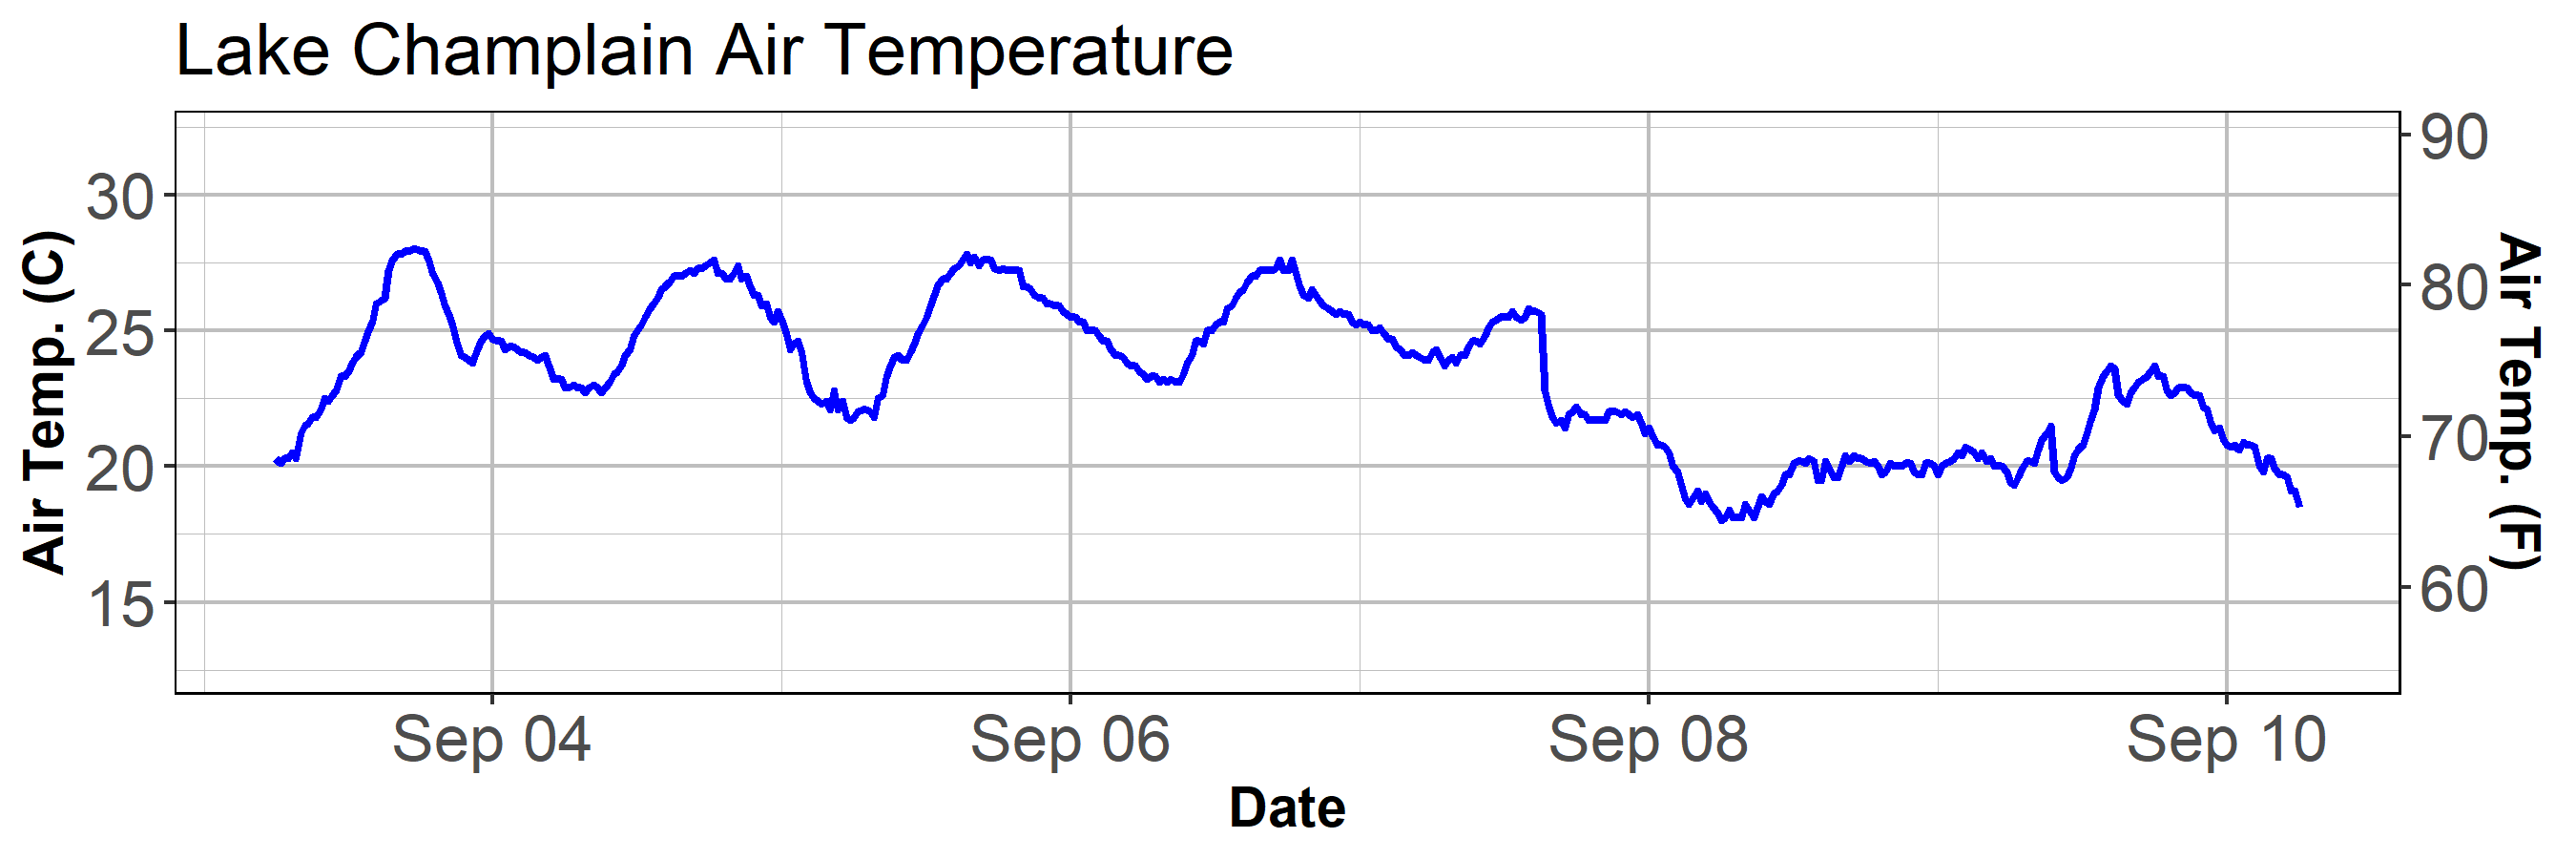 Lake Champlain Air Temperature
Air Temp. (C)
30
25
20
15
90
80
70
60
Air Temp. (F)
Sep 04
Sep 06
Sep 08
Sep 10
Date